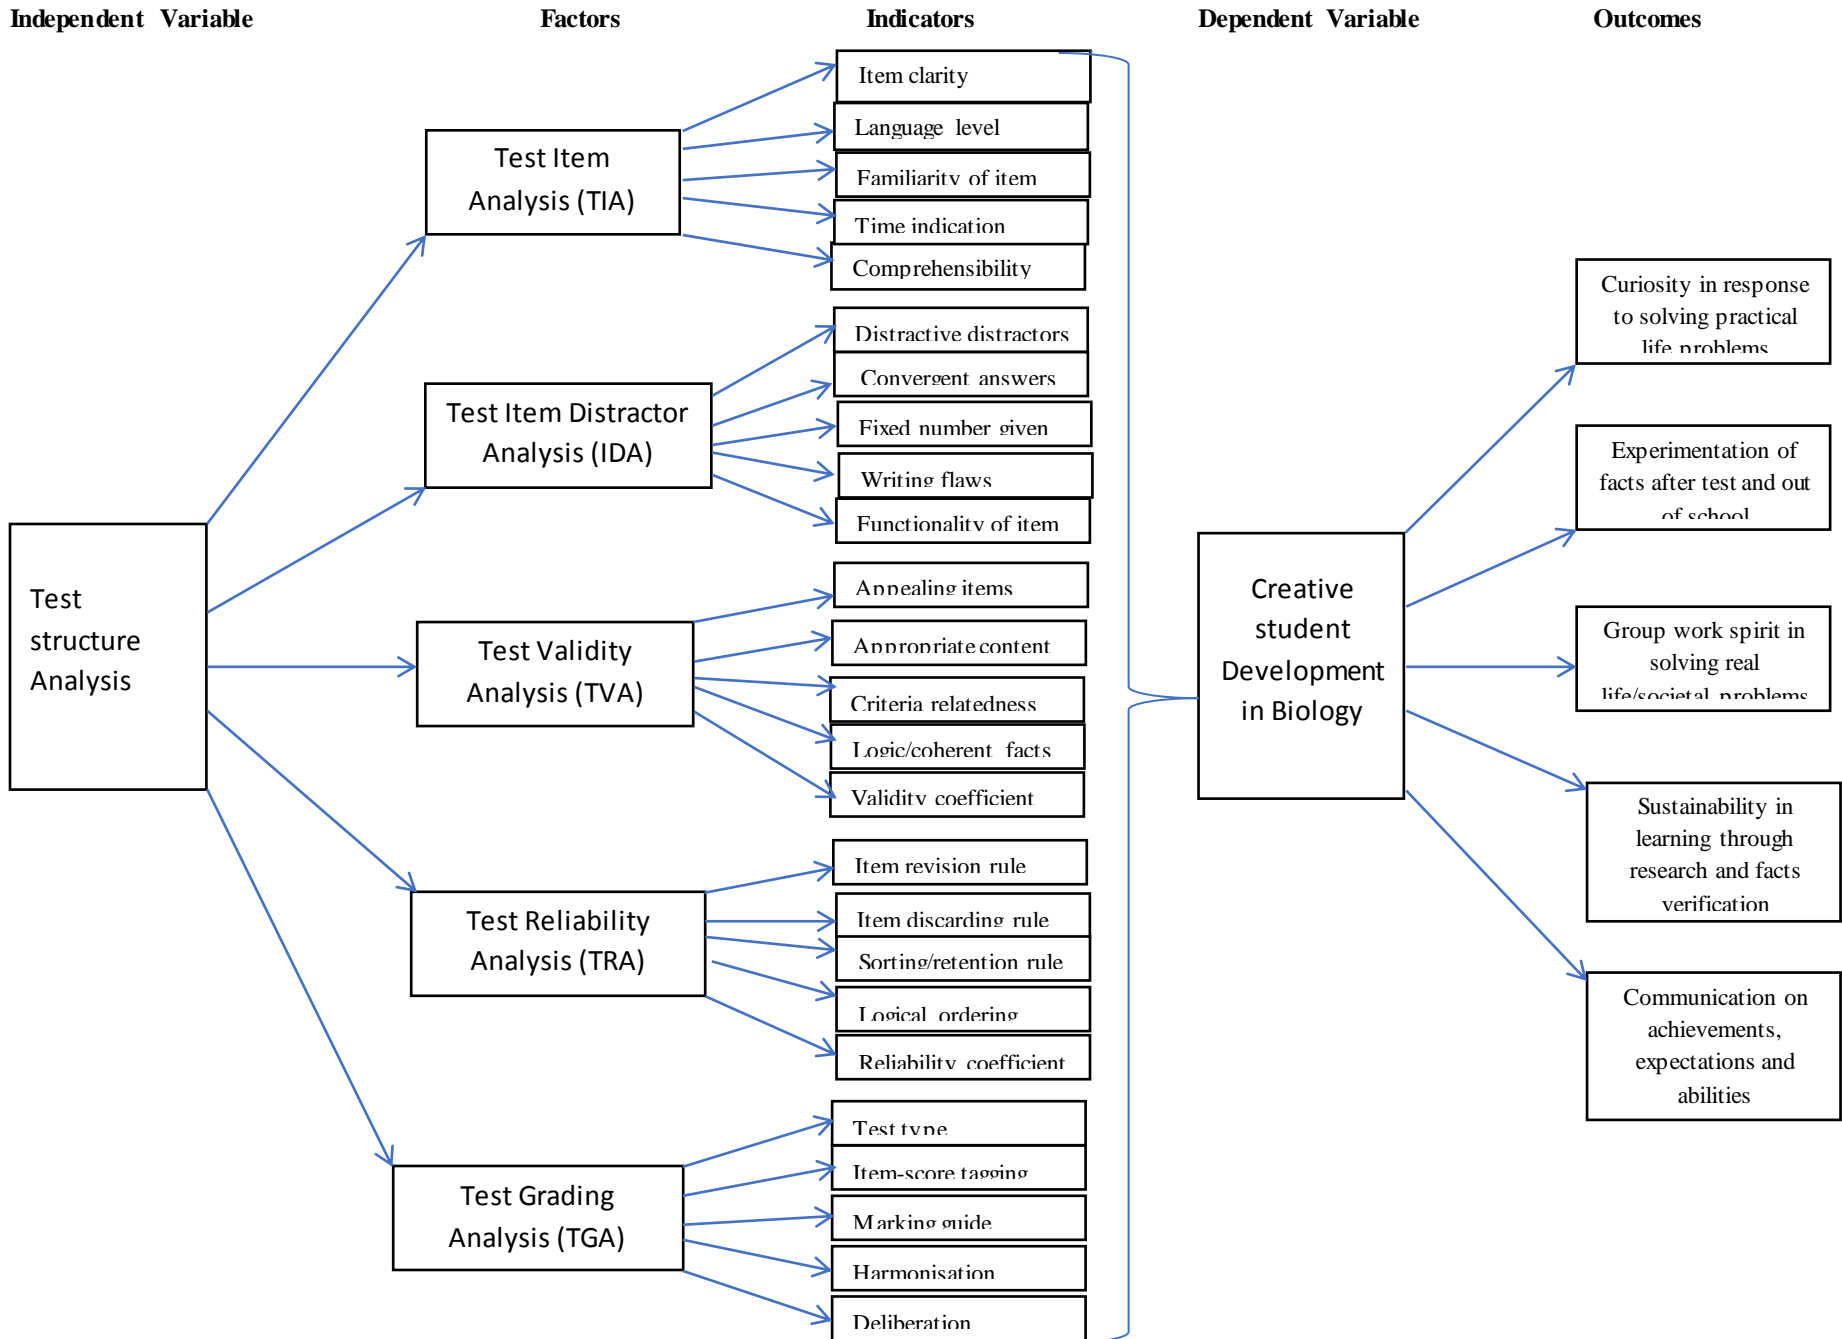 Independent Variable
Factors
Indicators
Dependent Variable
Outcomes
Test
structure
Analysis
Test Item
Analysis (TIA)
Test Item Distractor
Analysis (IDA)
Test Validity
Analysis (TVA)
Test Reliability
Analysis (TRA)
Test Grading
Analysis (TGA)
Item clarity
Language level
Familiarity of item
Time indication
Comprehensibility
Distractive distractors
Convergent answers
Fixed number given
Writing flaws
Functionality of item
Appealing items
Appropriate content
Criteria relatedness
Logic/coherent facts
Validity coefficient
Item revision rule
Item discarding rule
Sorting/retention rule
Logical ordering
Reliability coefficient
Test type
Item-score tagging
Marking guide
Harmonisation
Deliberation
Creative
student
Development
in Biology
Curiosity in response
to solving practical
life problems
Experimentation of
facts after test and out
of school
Group work spirit in
solving real
life/societal problems
Sustainability in
learning through
research and facts
verification
Communication on
achievements,
expectations and
abilities